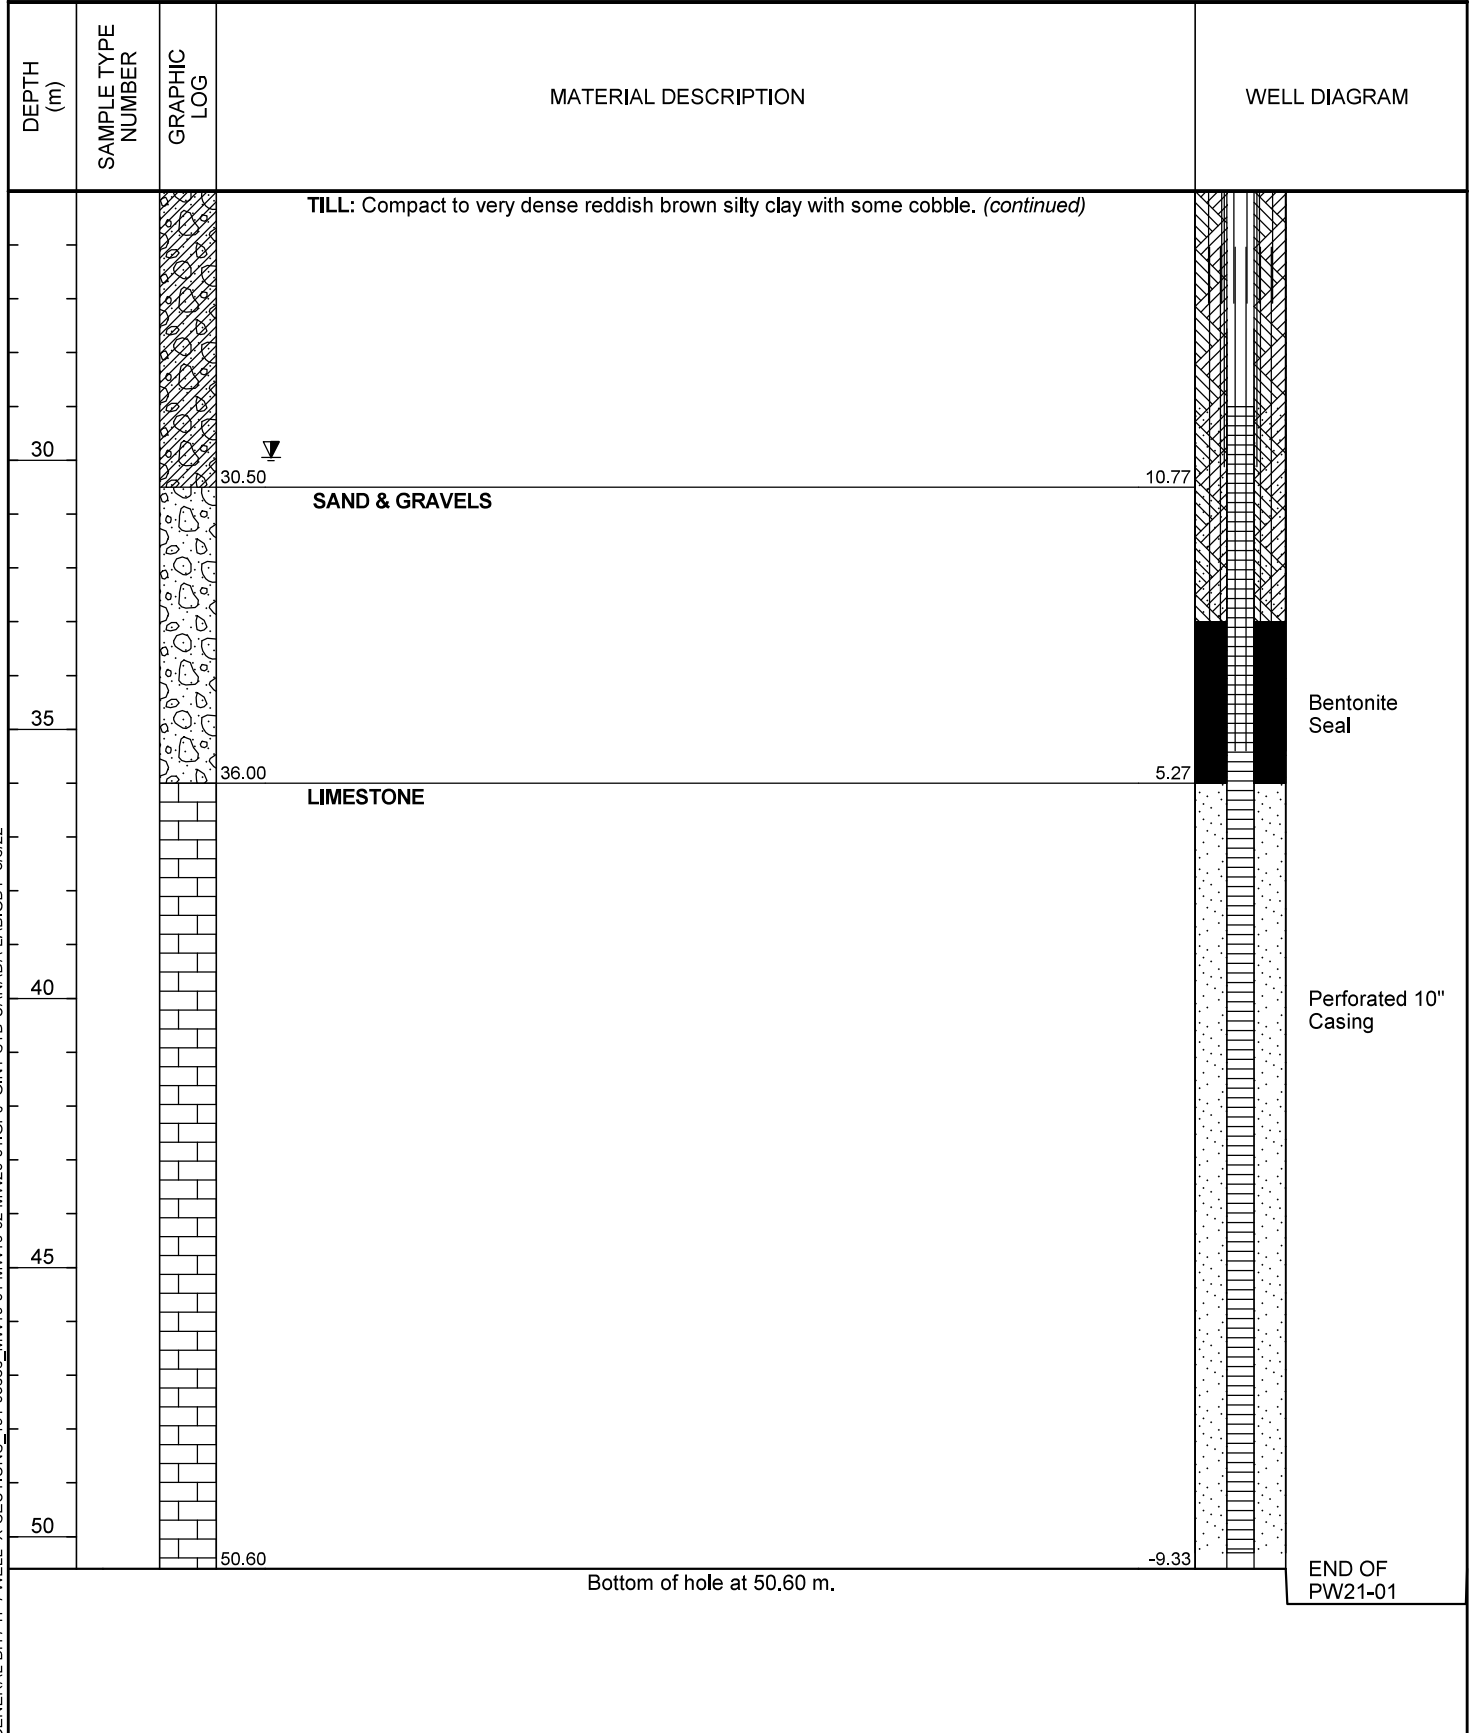 DEPTH
(m)
SAMPLE TYPE
NUMBER
GRAPHIC
LOG
MATERIAL DESCRIPTION
WELL DIAGRAM
TILL: Compact to very dense reddish brown silty clay with some cobble. (continued)
30
30.50
10.77
SAND & GRAVELS
35
Bentonite
Seal
36.00
5.27
LIMESTONE
40
Perforated 10"
Casing
45
50
50.60
-9.33
Bottom of hole at 50.60 m.
END OF
PW21-01